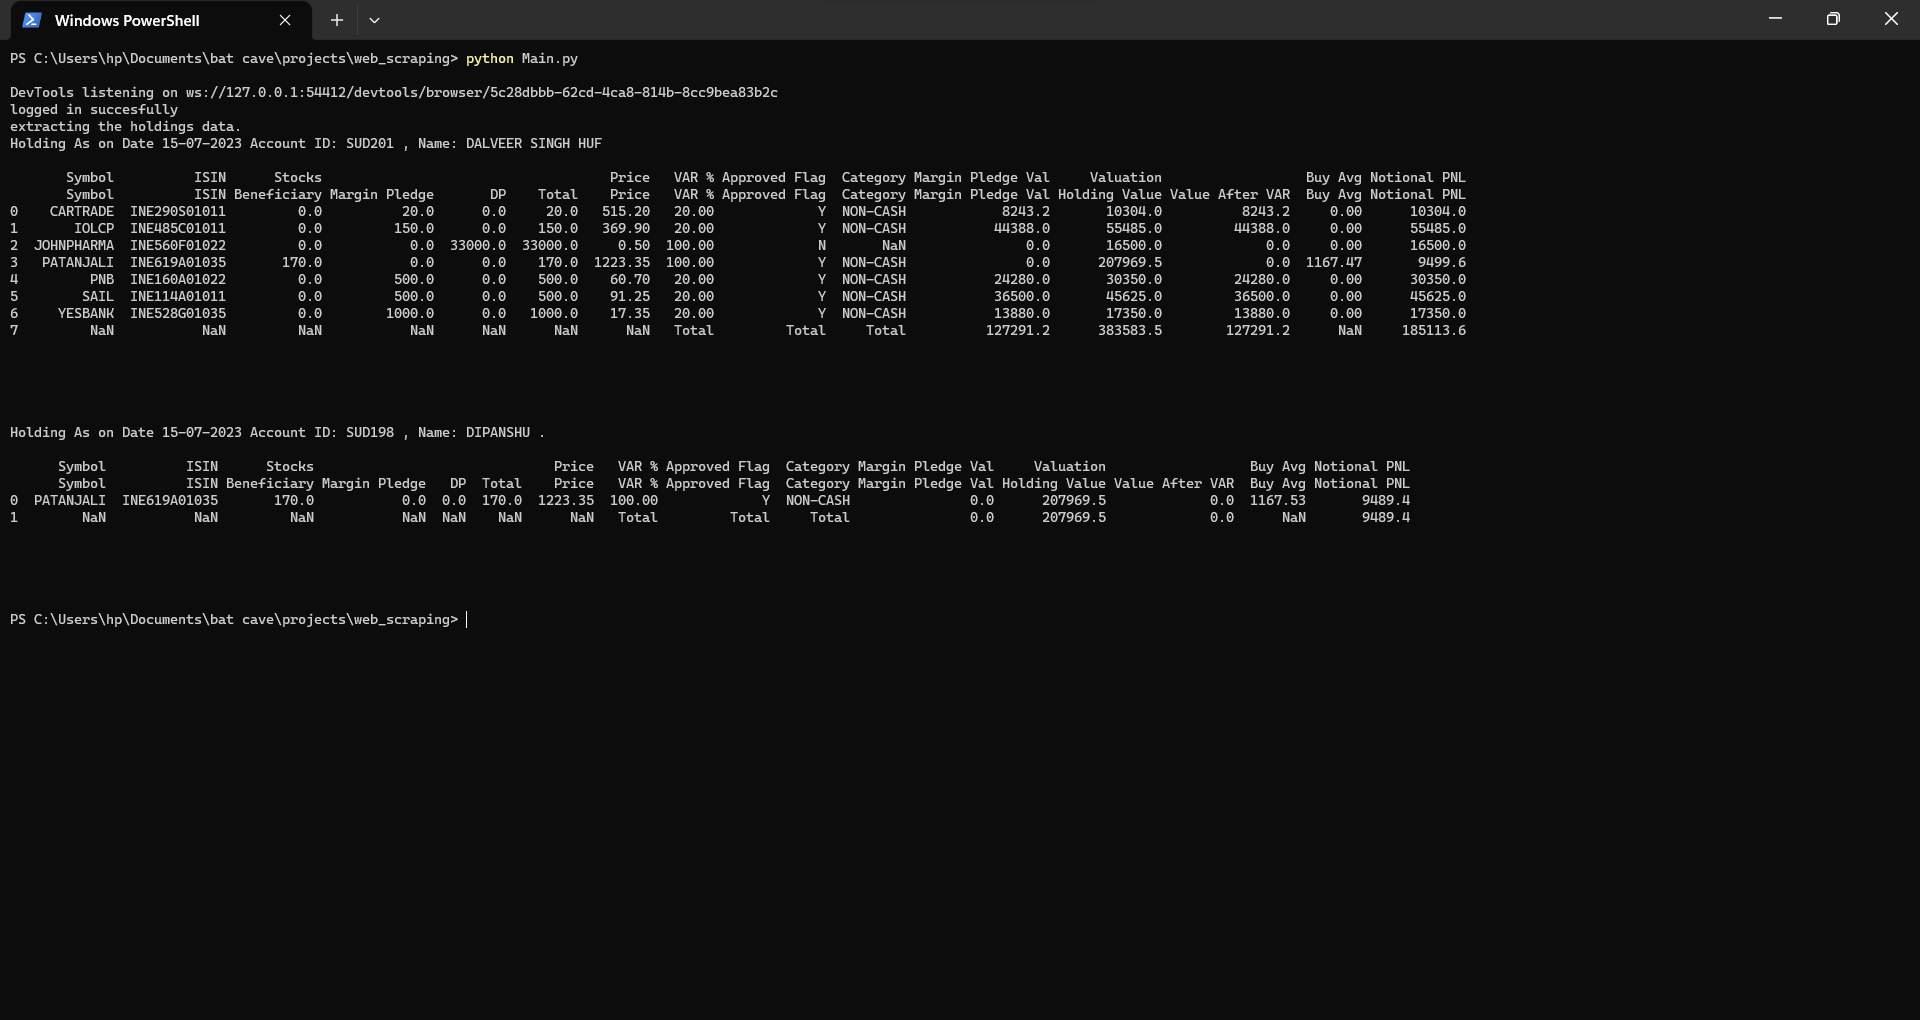 Windows PowerShell
PS C:\Users\hp\Documents\bat cave\projects\web_scraping> python Main.py
DevTools listening on ws://127.0.0.1:54412/devtools/browser/5c28dbbb-62cd-4ca8-814b-8cc9bea83b2c
logged in succesfully
extracting the holdings data.
Holding As on Date 15-07-2023 Account ID: SUD201 , Name: DALVEER SINGH HUF
Symbol ISIN Stocks Price VAR % Approved Flag Category Margin Pledge Val Valuation Buy Avg Notional PNL
Symbol ISIN Beneficiary Margin Pledge DP Total Price VAR % Approved Flag Category Margin Pledge Val Holding Value Value After VAR Buy Avg Notional PNL
0 CARTRADE INE290S01011 0.0 20.0 0.0 20.0 515.20 20.00 Y NON-CASH 8243.2 10304.0 8243.2 0.00 10304.0
1 IOLCP INE485C01011 0.0 150.0 0.0 150.0 369.90 20.00 Y NON-CASH 44388.0 55485.0 44388.0 0.00 55485.0
2 JOHNPHARMA INE560F01022 0.0 0.0 33000.0 33000.0 0.50 100.00 N NaN 0.0 16500.0 0.0 0.00 16500.0
3 PATANJALI INE619A01035 170.0 0.0 0.0 170.0 1223.35 100.00 Y NON-CASH 0.0 207969.5 0.0 1167.47 9499.6
4 PNB INE160A01022 0.0 500.0 0.0 500.0 60.70 20.00 Y NON-CASH 24280.0 30350.0 24280.0 0.00 30350.0
5 SAIL INE114A01011 0.0 500.0 0.0 500.0 91.25 20.00 Y NON-CASH 36500.0 45625.0 36500.0 0.00 45625.0
6 YESBANK INE528G01035 0.0 1000.0 0.0 1000.0 17.35 20.00 Y NON-CASH 13880.0 17350.0 13880.0 0.00 17350.0
7 NaN NaN NaN NaN NaN NaN NaN Total Total Total 127291.2 383583.5 127291.2 NaN 185113.6
Holding As on Date 15-07-2023 Account ID: SUD198 , Name: DIPANSHU .
Symbol ISIN Stocks Price VAR % Approved Flag Category Margin Pledge Val Valuation Buy Avg Notional PNL
Symbol ISIN Beneficiary Margin Pledge DP Total Price VAR % Approved Flag Category Margin Pledge Val Holding Value Value After VAR Buy Avg Notional PNL
0 PATANJALI INE619A01035 170.0 0.0 0.0 170.0 1223.35 100.00 Y NON-CASH 0.0 207969.5 0.0 1167.53 9489.4
1 NaN NaN NaN NaN NaN NaN NaN Total Total Total 0.0 207969.5 0.0 NaN 9489.4
PS C:\Users\hp\Documents\bat cave\projects\web_scraping>